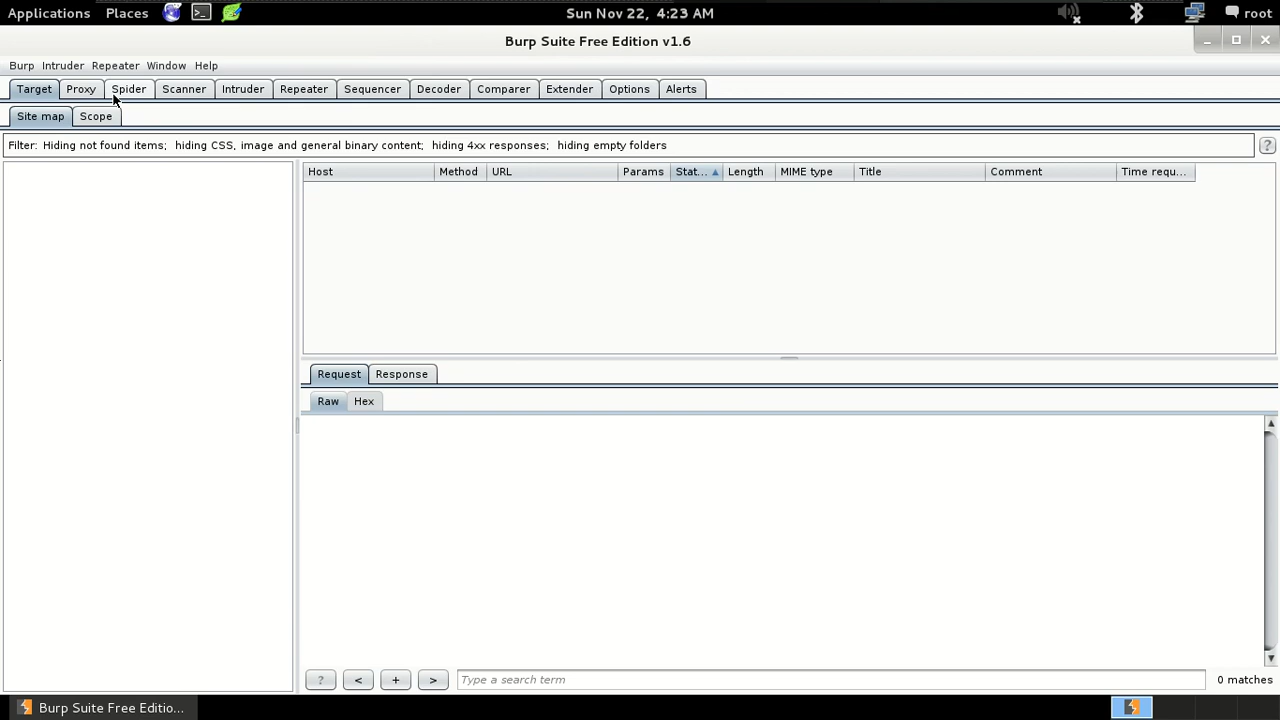 Applications Places Sun Nov 22, 4:23 AM root
Burp Suite Free Edition v1.6
Burp Intruder Repeater Window Help
Target Proxy Spider Scanner Intruder Repeater Sequencer Decoder Comparer Extender Options Alerts
Site map Scope
Filter: Hiding not found items; hiding CSS, image and general binary content; hiding 4xx responses; hiding empty folders ?
Host Method URL Params Stat... Length MIME type Title Comment Time requ...
Request Response
Raw Hex
? < + > Type a search term 0 matches
Burp Suite Free Editio...